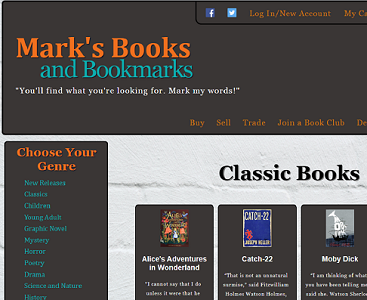 Log In/New Account My Ca
Mark's Books
and Bookmarks
"You'll find what you're looking for. Mark my words!"
Buy Sell Trade Join a Book Club De
Choose Your
Genre
New Releases
Classics
Children
Young Adult
Graphic Novel
Mystery
Horror
Poetry
Drama
Science and Nature
History
Classic Books
CATCH-22
JOSEPH HELLER
Alice's Adventures
in Wonderland
"I cannot say that I do
unless it were that he
Catch-22
"That is not an unnatural
surmise," said Fitzwilliam
Holmes Watson Holmes,
Moby Dick
"I am thinking of what
you have been telling me
said she. Watson Sherlo